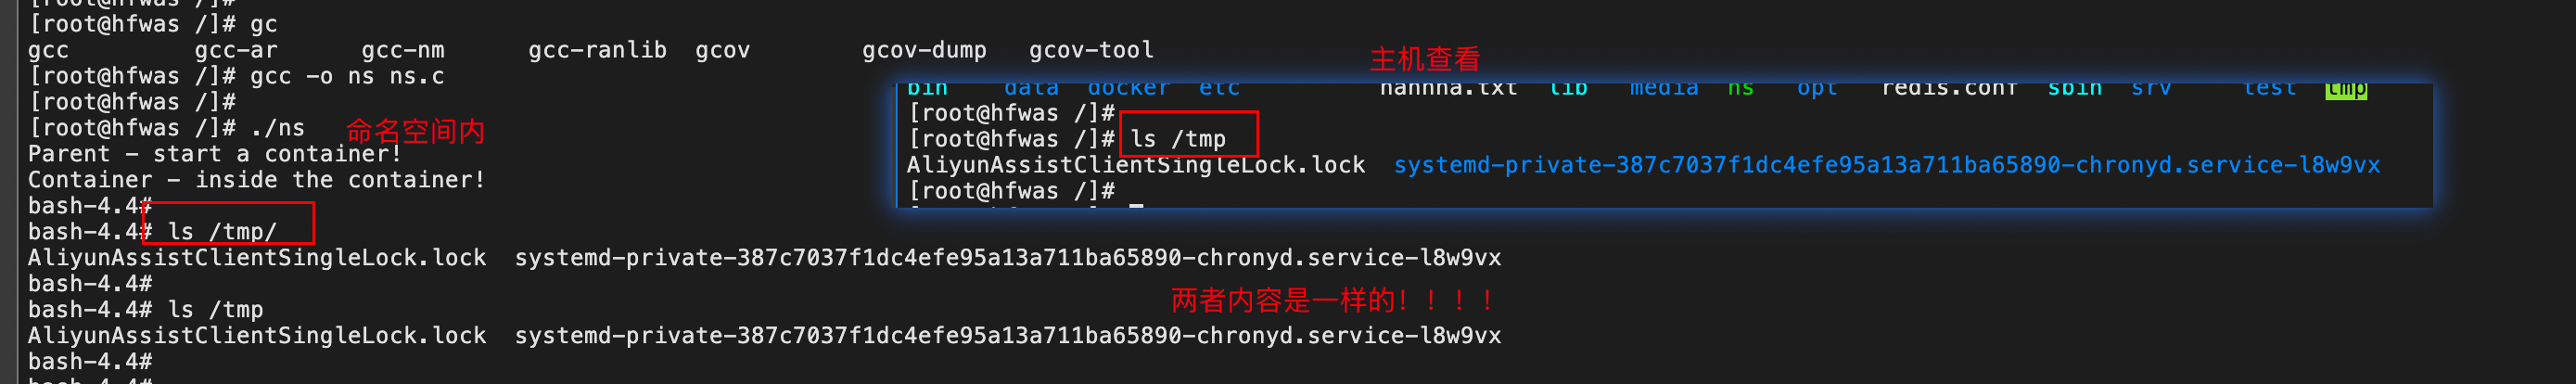 [root@hfwas /]#
[root@hfwas /]# gc
gcc gcc-ar gcc-nm gcc-ranlib gcov gcov-dump gcov-tool
[root@hfwas /]# gcc -o ns ns.c
[root@hfwas /]#
[root@hfwas /]# ./ns 命名空间内
Parent - start a container!
Container - inside the container!
bash-4.4#
bash-4.4# ls /tmp/
AliyunAssistClientSingleLock.lock systemd-private-387c7037f1dc4efe95a13a711ba65890-chronyd.service-l8w9vx
bash-4.4#
bash-4.4# ls /tmp
AliyunAssistClientSingleLock.lock systemd-private-387c7037f1dc4efe95a13a711ba65890-chronyd.service-l8w9vx
bash-4.4#
bash-4.4#
主机查看
bin data docker etc hannna.txt lib media ns opt redis.conf sbin srv test tmp
[root@hfwas /]#
[root@hfwas /]# ls /tmp
AliyunAssistClientSingleLock.lock systemd-private-387c7037f1dc4efe95a13a711ba65890-chronyd.service-l8w9vx
[root@hfwas /]#
两者内容是一样的！！！！